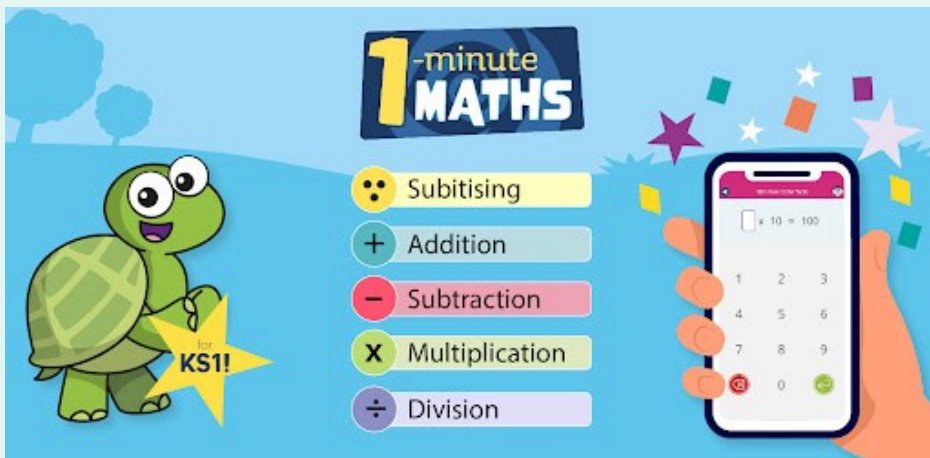 1-minute
MATHS
Subitising
+ Addition
- Subtraction
x Multiplication
÷ Division
for
KS1!
x 10 = 100
1 2 3
4 5 6
7 8 9
0